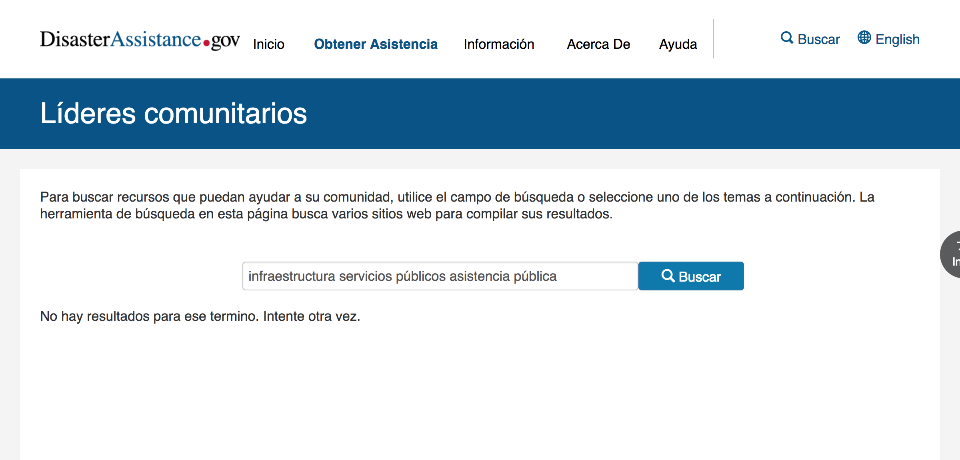 DisasterAssistance.gov Inicio Obtener Asistencia Información Acerca De Ayuda Buscar English
Líderes comunitarios
Para buscar recursos que puedan ayudar a su comunidad, utilice el campo de búsqueda o seleccione uno de los temas a continuación. La
herramienta de búsqueda en esta página busca varios sitios web para compilar sus resultados.
infraestructura servicios públicos asistencia pública Buscar
No hay resultados para ese termino. Intente otra vez.